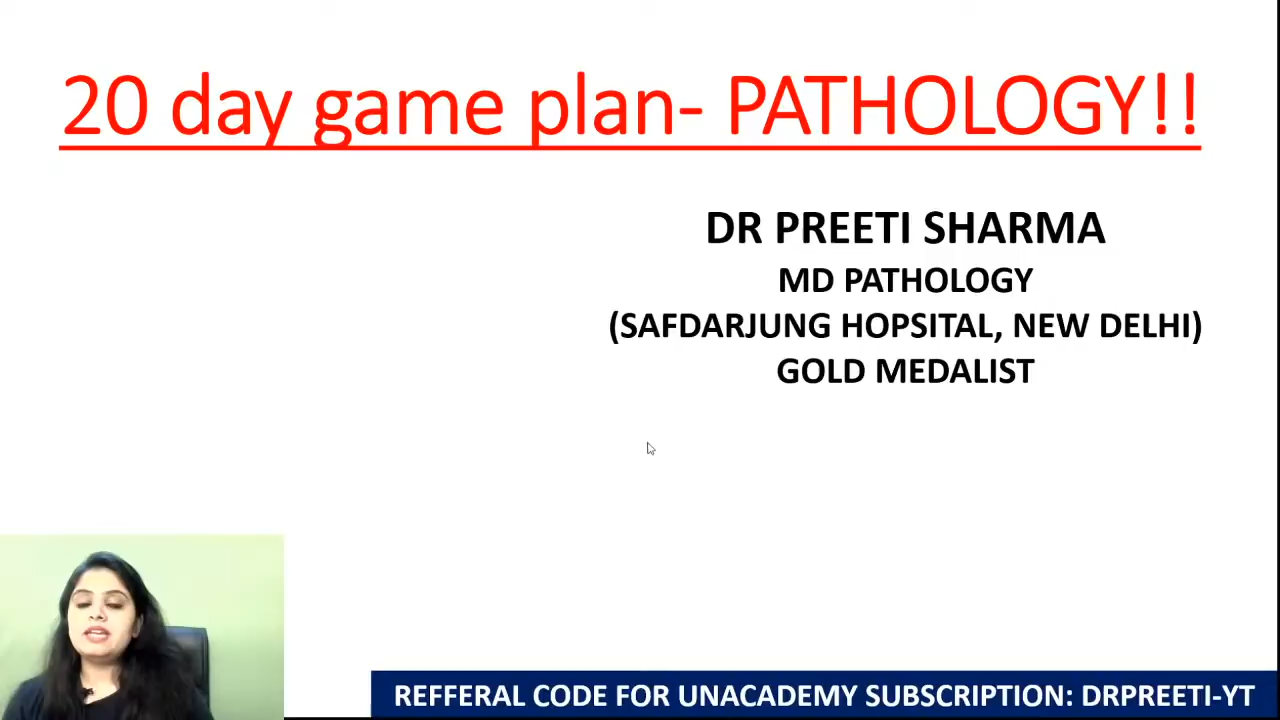 20 day game plan- PATHOLOGY!!
DR PREETI SHARMA
MD PATHOLOGY
(SAFDARJUNG HOPSITAL, NEW DELHI)
GOLD MEDALIST
REFFERAL CODE FOR UNACADEMY SUBSCRIPTION: DRPREETI-YT